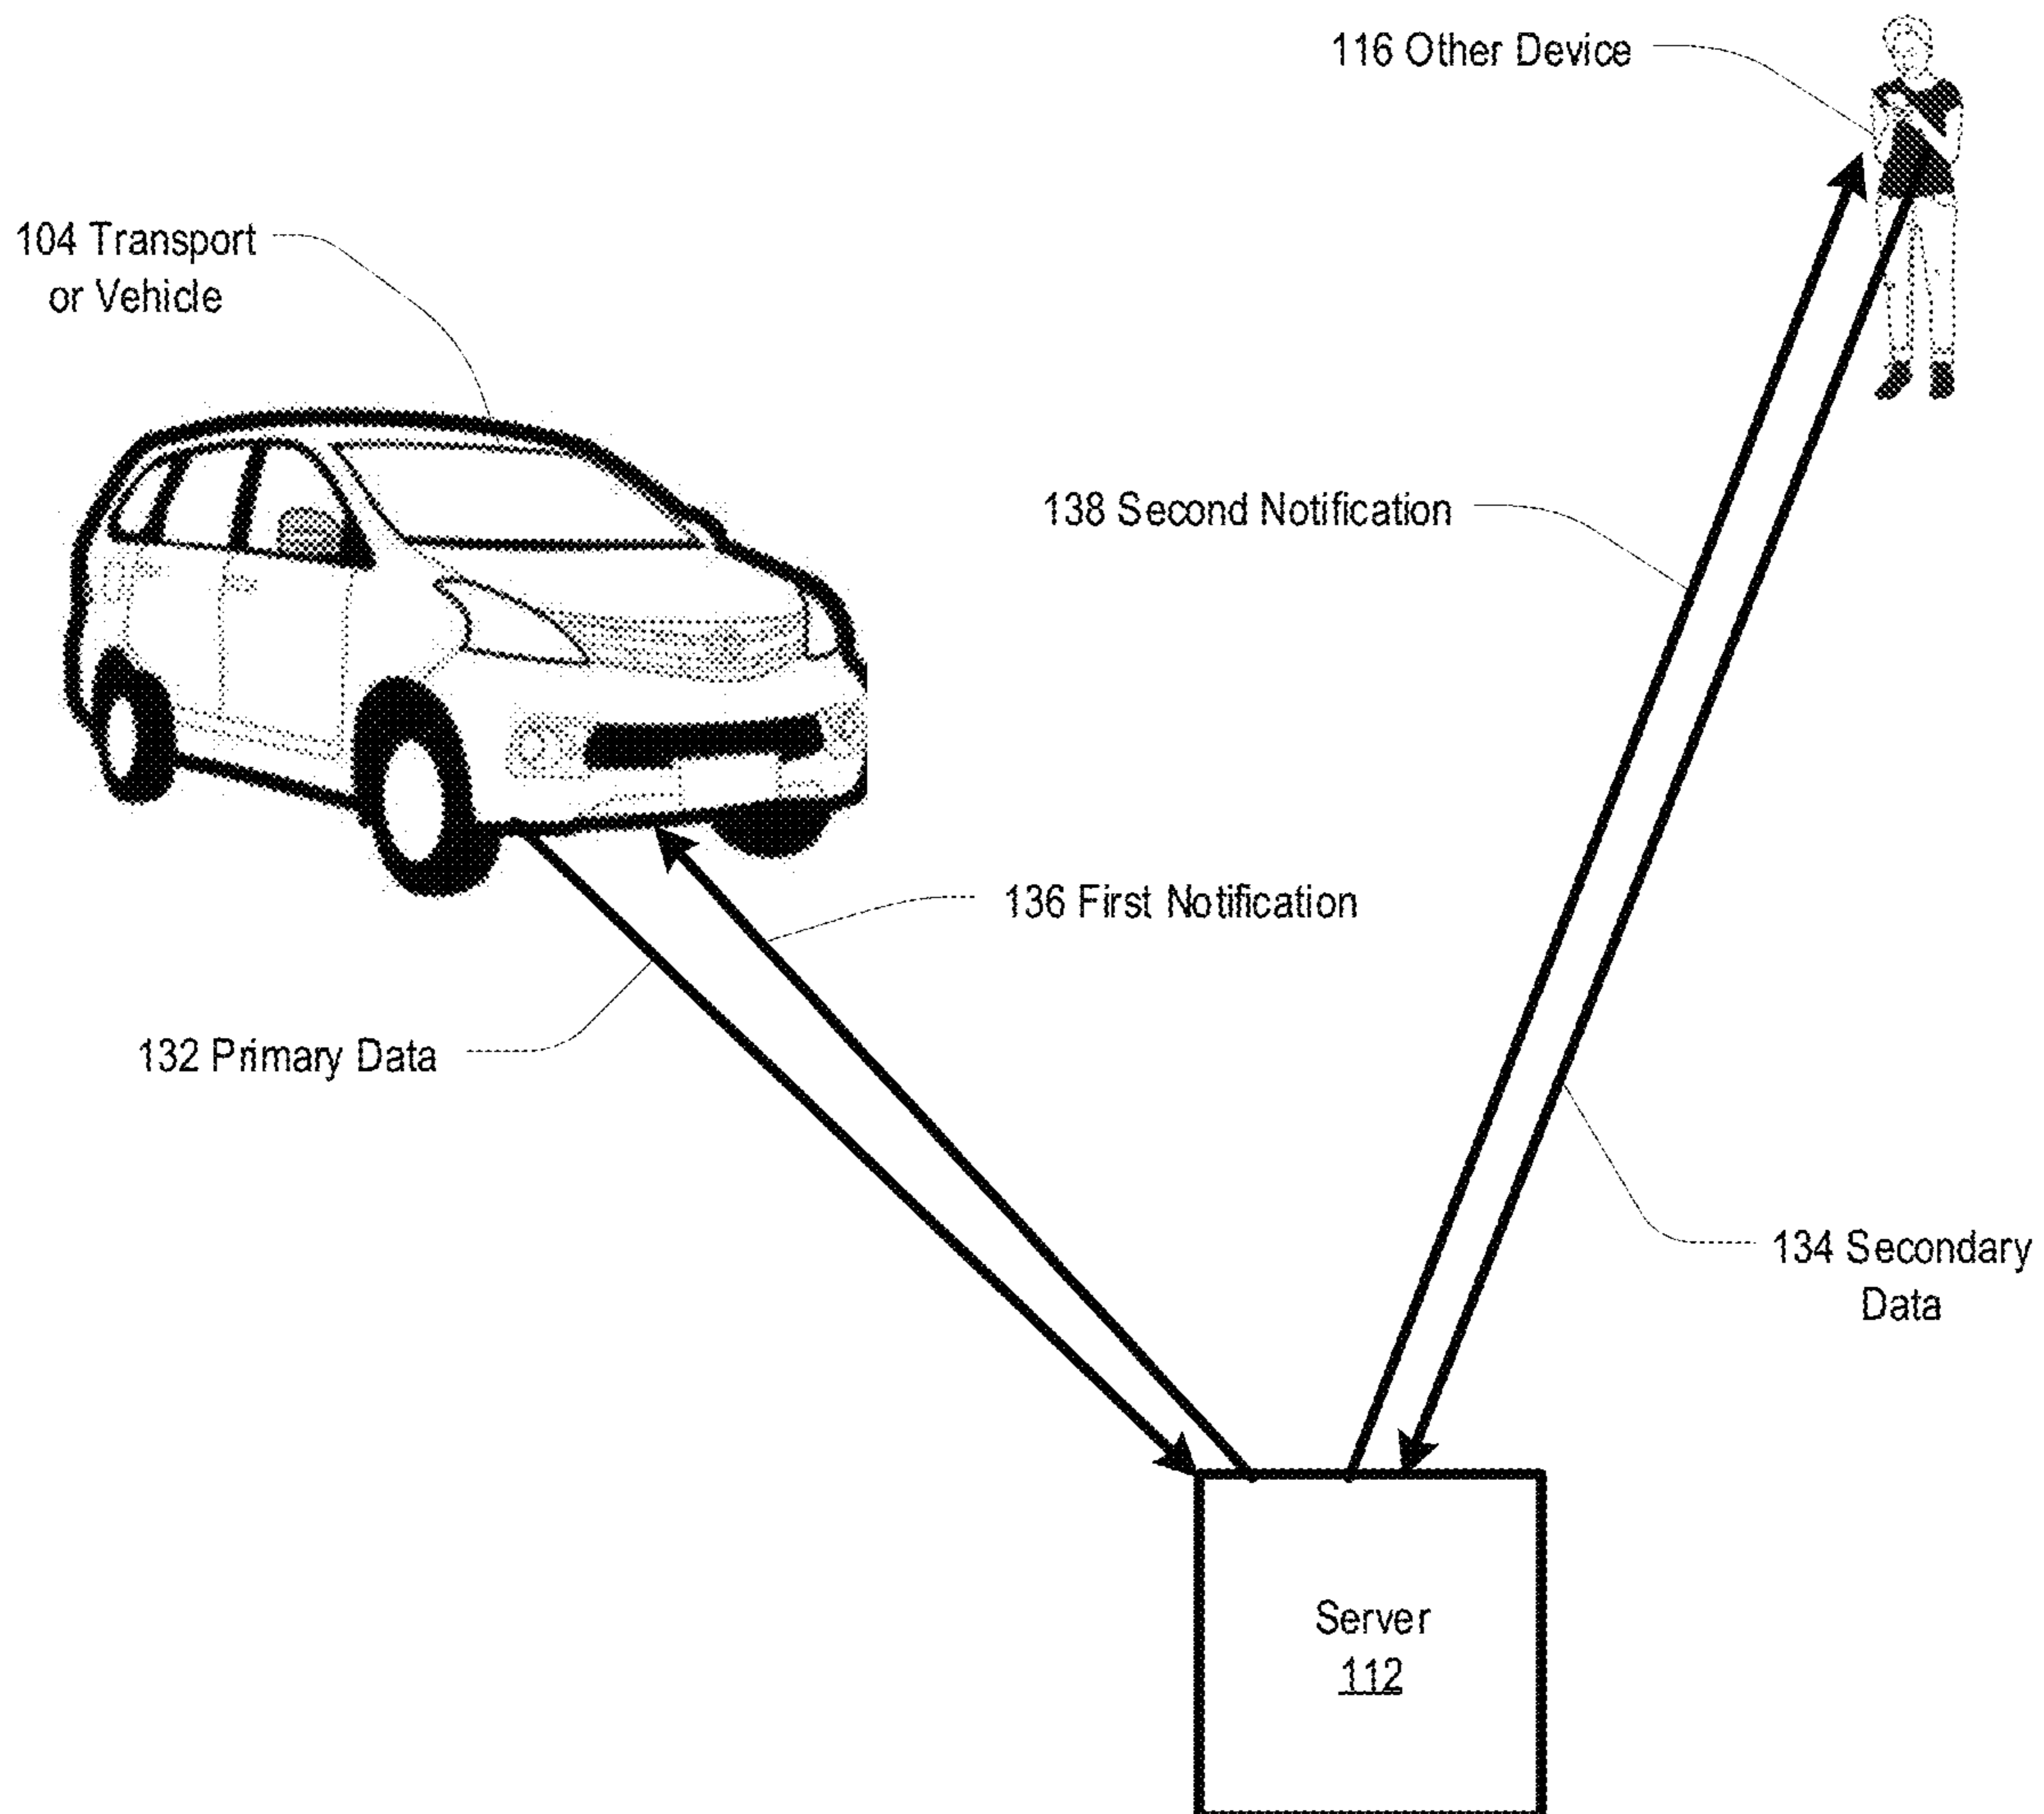 116 Other Device
104 Transport
or Vehicle
138 Second Notification
136 First Notification
132 Primary Data
134 Secondary
Data
Server
112